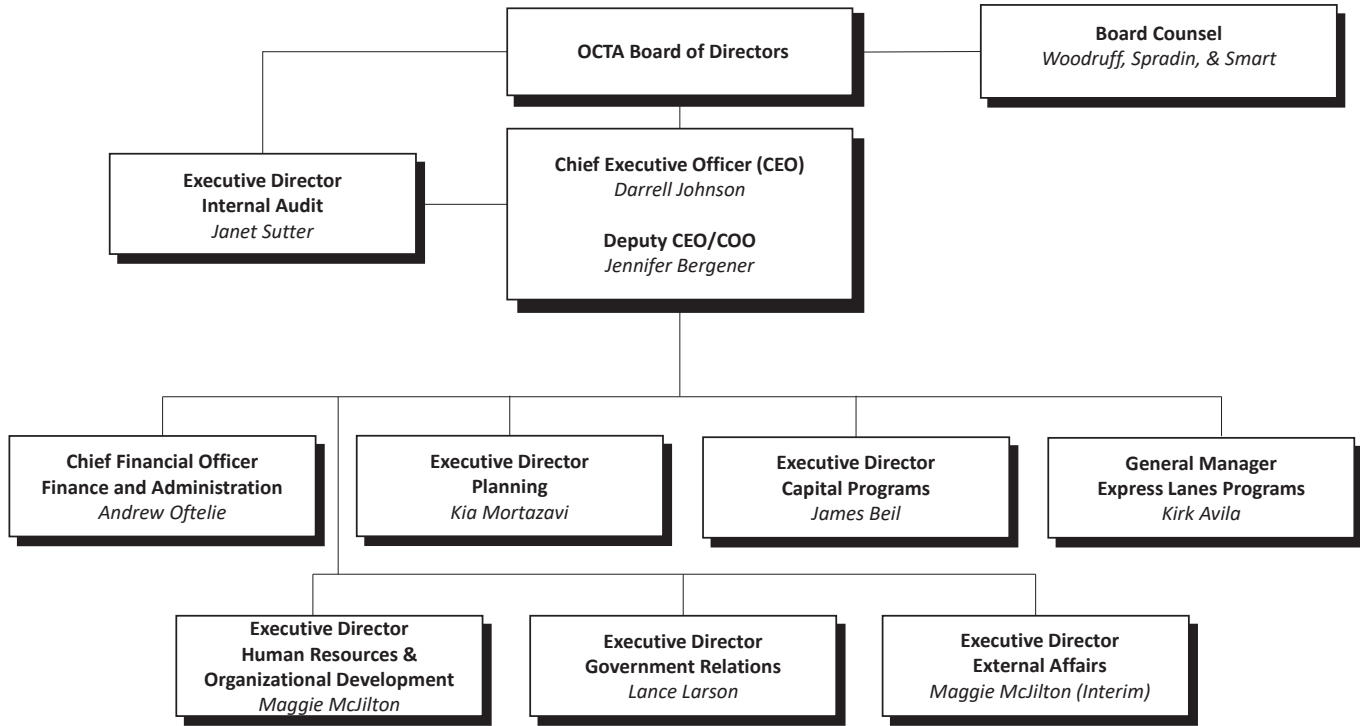 OCTA Board of Directors
Board Counsel
Woodruff, Spradin, & Smart
Executive Director
Internal Audit
Janet Sutter
Chief Executive Officer (CEO)
Darrell Johnson
Deputy CEO/COO
Jennifer Bergener
Chief Financial Officer
Finance and Administration
Andrew Oftelie
Executive Director
Planning
Kia Mortazavi
Executive Director
Capital Programs
James Beil
General Manager
Express Lanes Programs
Kirk Avila
Executive Director
Human Resources &
Organizational Development
Maggie McJilton
Executive Director
Government Relations
Lance Larson
Executive Director
External Affairs
Maggie McJilton (Interim)